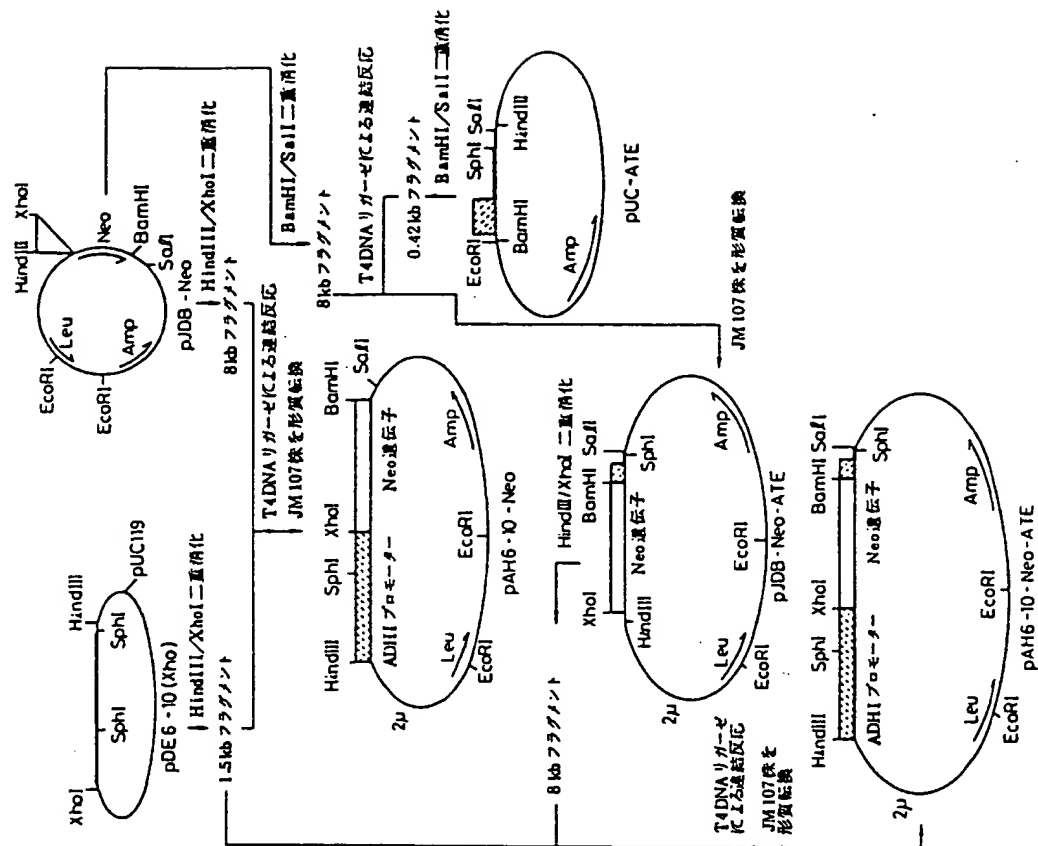 XhoI
HindIII
SphI
SphI
pUC119
pDE6-10(Xho)
HindIII/XhoI二重消化
1.5kbフラグメント
HindIII
XhoI
EcoRI
Leu
Neo
EcoRI
Amp
BamHI
SalI
pJDB-Neo
HindIII/XhoI二重消化
8kbフラグメント
BamHI/SalI二重消化
T4DNAリガーゼによる連結反応
JM107株を形質転換
HindIII
SphI
XhoI
BamHI
SalI
ADHIプロモーター
Neo遺伝子
2μ
Leu
Amp
EcoRI
EcoRI
pAH6-10-Neo
8kbフラグメント
T4DNAリガーゼによる連結反応
0.42kbフラグメント
BamHI/SalI二重消化
EcoRI
SphI
SalI
BamHI
HindIII
Amp
pUC-ATE
JM107株を形質転換
HindIII/XhoI二重消化
8kbフラグメント
XhoI
BamHI
SalI
HindIII
Neo遺伝子
SphI
2μ
Leu
Amp
EcoRI
EcoRI
pJDB-Neo-ATE
T4DNAリガーゼ
による連結反応
JM107株を
形質転換
HindIII
SphI
XhoI
BamHI
SalI
ADHIプロモーター
Neo遺伝子
SphI
2μ
Leu
Amp
EcoRI
EcoRI
pAH6-10-Neo-ATE